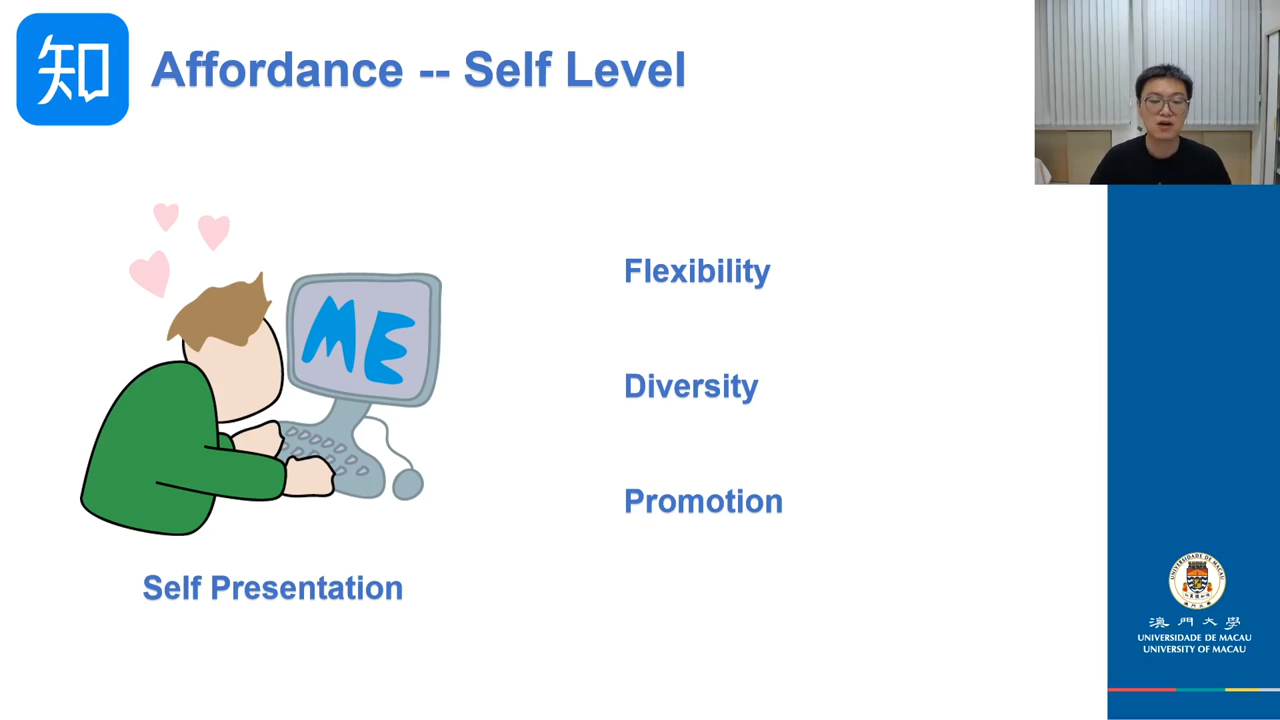 知
Affordance -- Self Level
ME
Flexibility
Diversity
Promotion
Self Presentation
UNIVERSIDADE DE MACAU
澳門大學
UNIVERSIDADE DE MACAU
UNIVERSITY OF MACAU